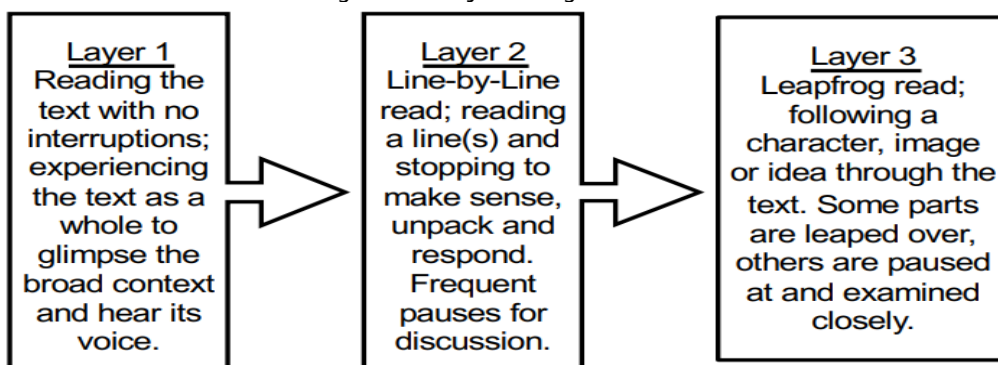 Layer 1
Reading the
text with no
interruptions;
experiencing
the text as a
whole to
glimpse the
broad context
and hear its
voice.
Layer 2
Line-by-Line
read; reading
a line(s) and
stopping to
make sense,
unpack and
respond.
Frequent
pauses for
discussion.
Layer 3
Leapfrog read;
following a
character, image
or idea through the
text. Some parts
are leaped over,
others are paused
at and examined
closely.